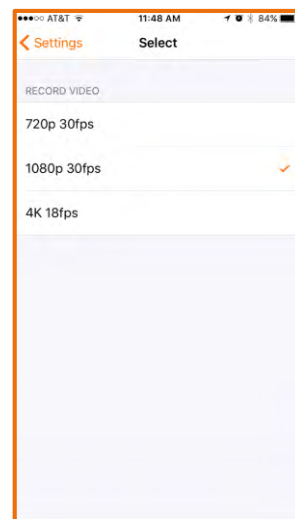 AT&T 11:48 AM 84%
Settings Select
RECORD VIDEO
720p 30fps
1080p 30fps
4K 18fps